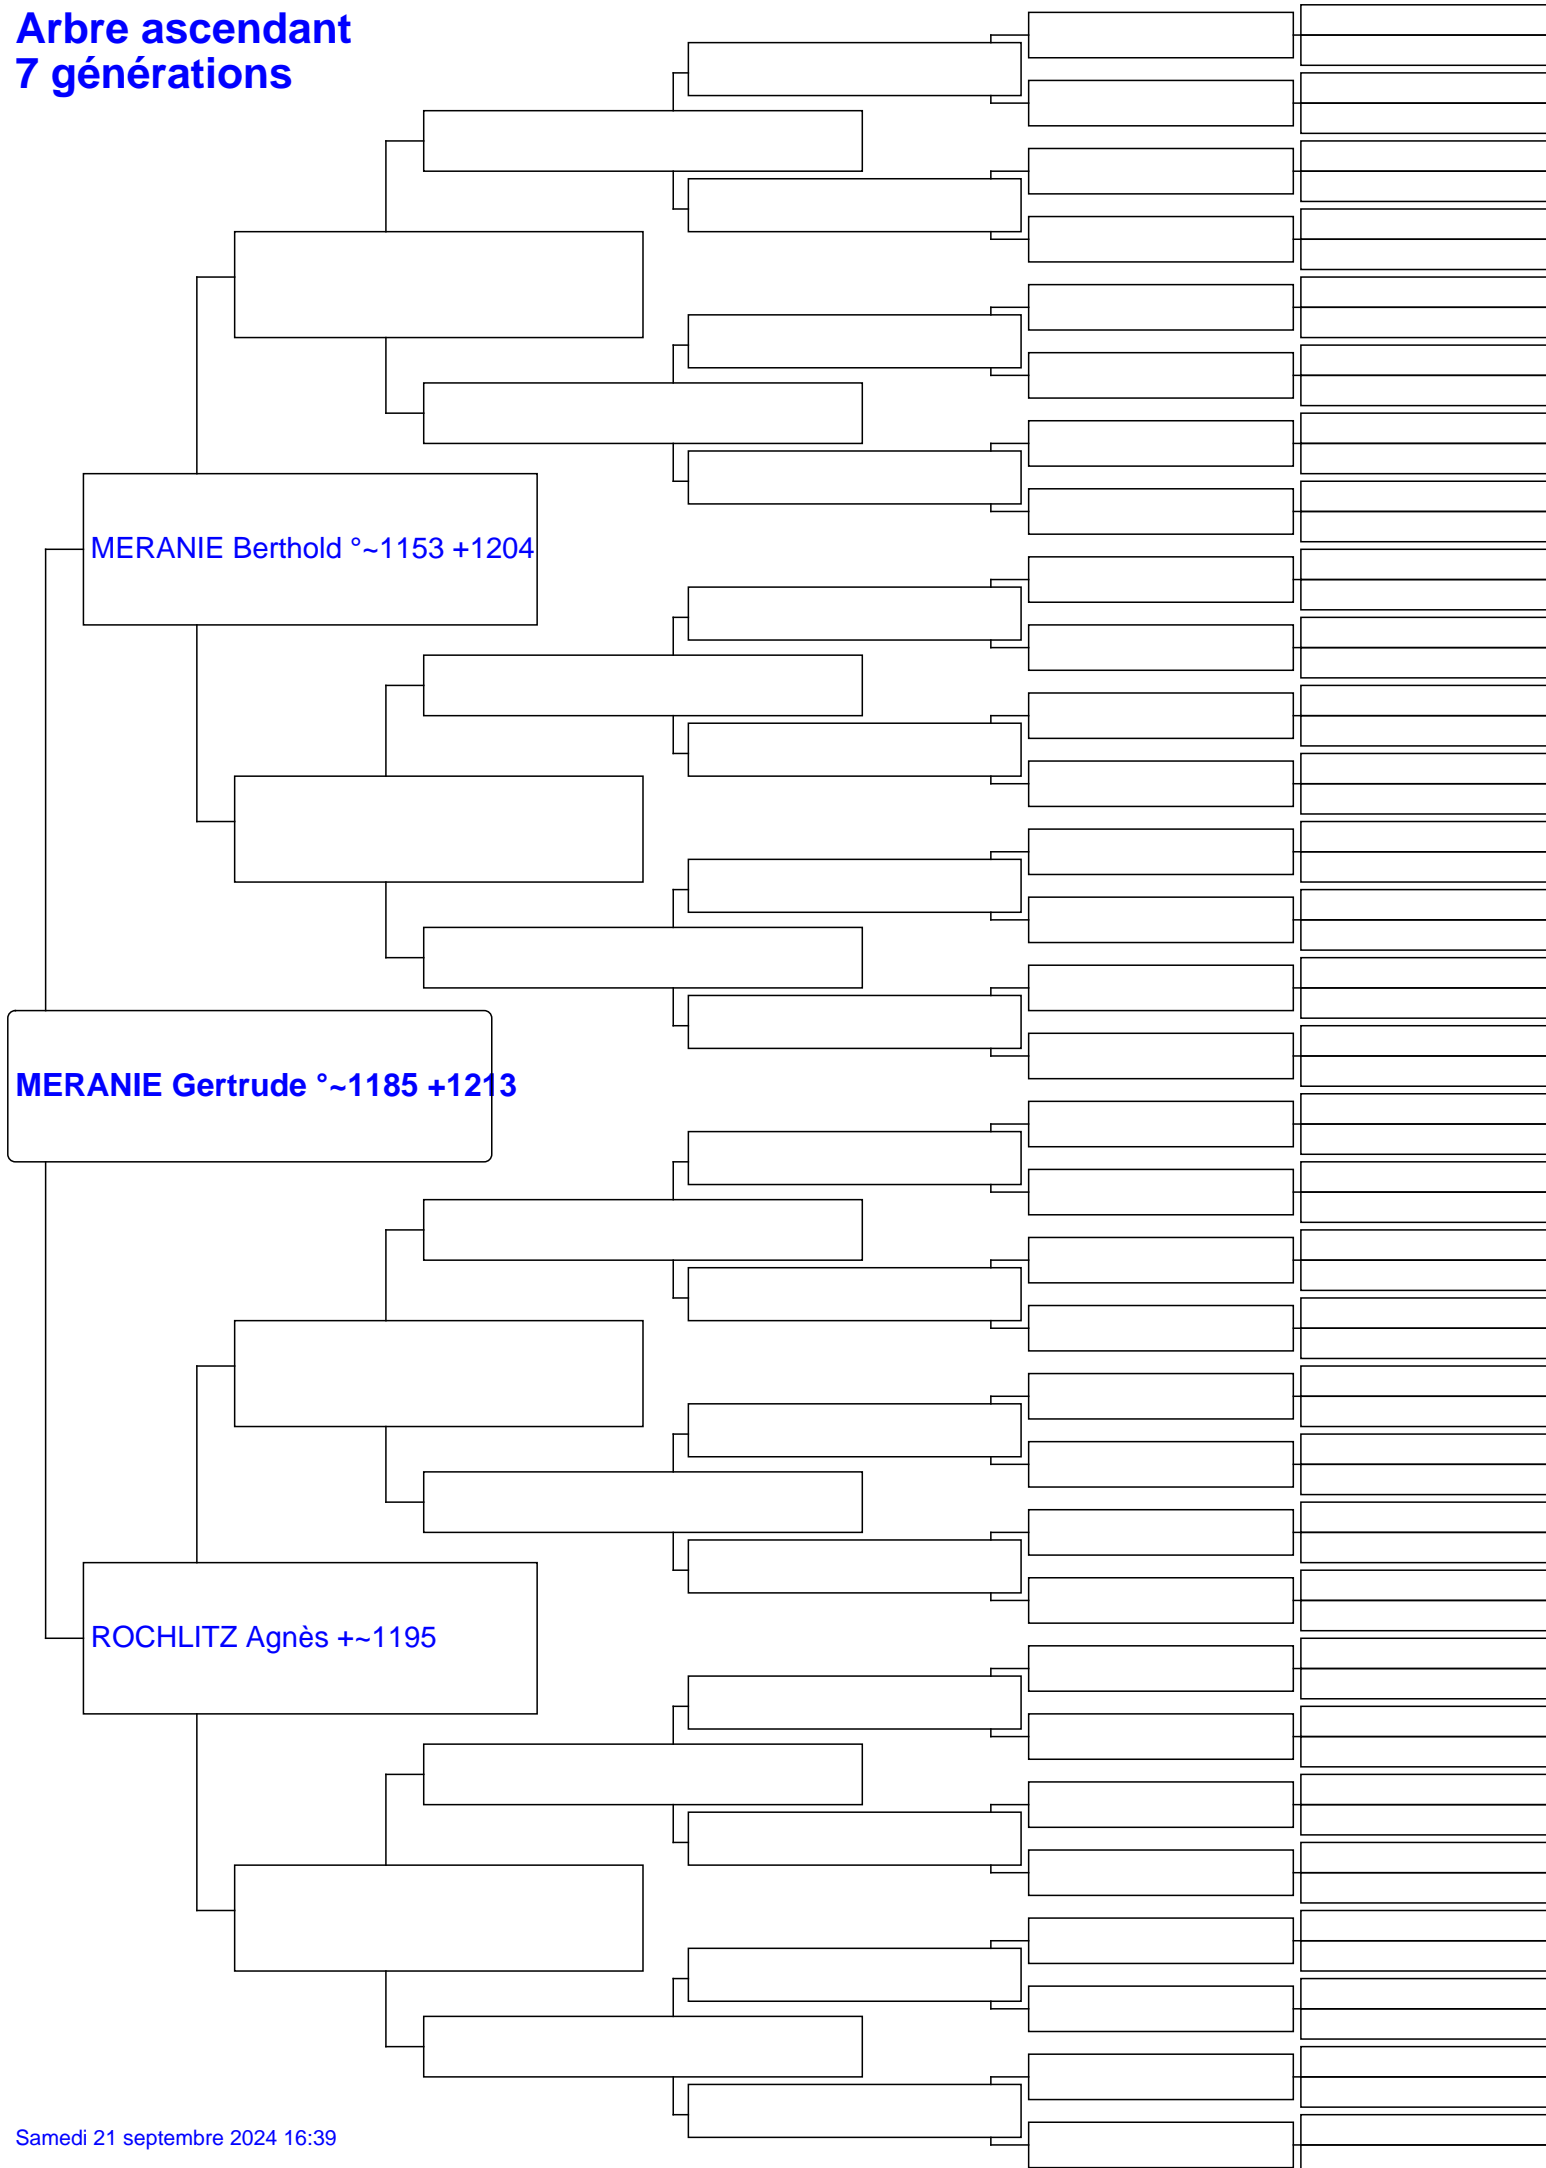 Arbre ascendant
7 générations
MERANIE Berthold °~1153 +1204
MERANIE Gertrude °~1185 +1213
ROCHLITZ Agnès +~1195
Samedi 21 septembre 2024 16:39